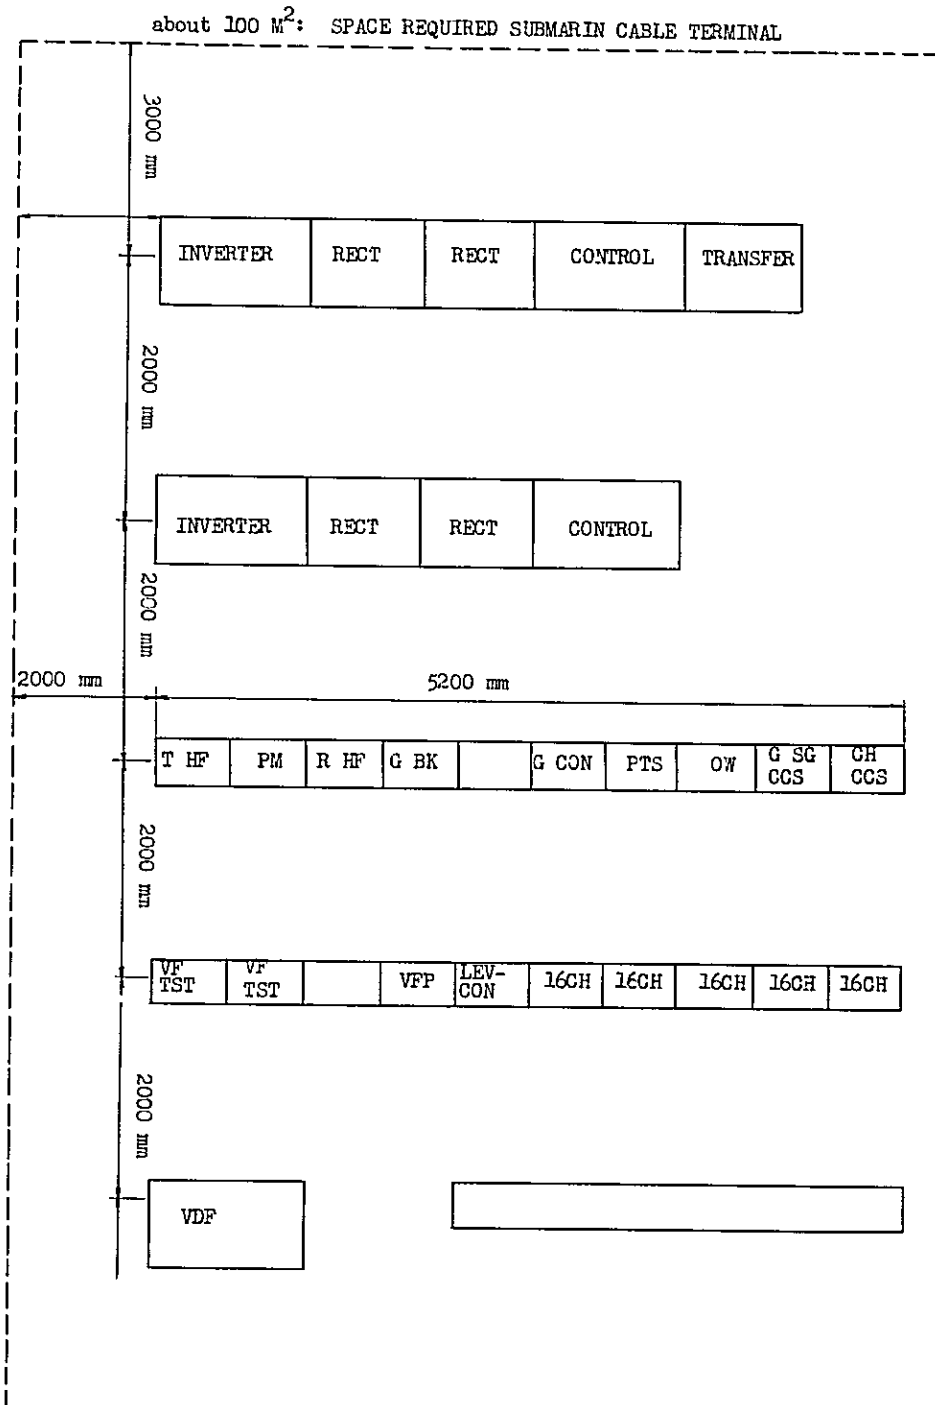 about 100 M²: SPACE REQUIRED SUBMARIN CABLE TERMINAL
3000 mm
INVERTER RECT RECT CONTROL TRANSFER
2000 mm
INVERTER RECT RECT CONTROL
2000 mm
2000 mm 5200 mm
T HF PM R HF G BK G CON PTS OW G SG CCS CH CCS
2000 mm
VF TST VF TST VFP LEV-CON 16CH 16CH 16CH 16CH 16CH
2000 mm
VDF